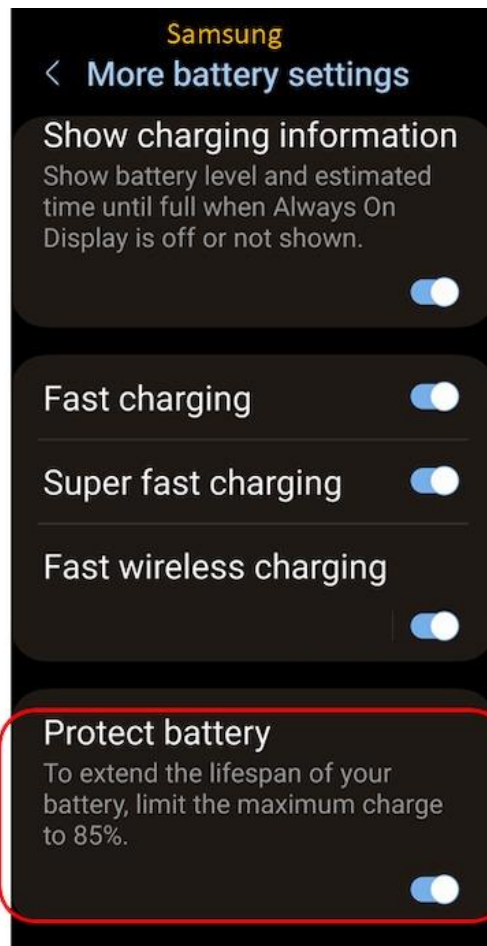 Samsung
More battery settings
Show charging information
Show battery level and estimated
time until full when Always On
Display is off or not shown.
Fast charging
Super fast charging
Fast wireless charging
Protect battery
To extend the lifespan of your
battery, limit the maximum charge
to 85%.